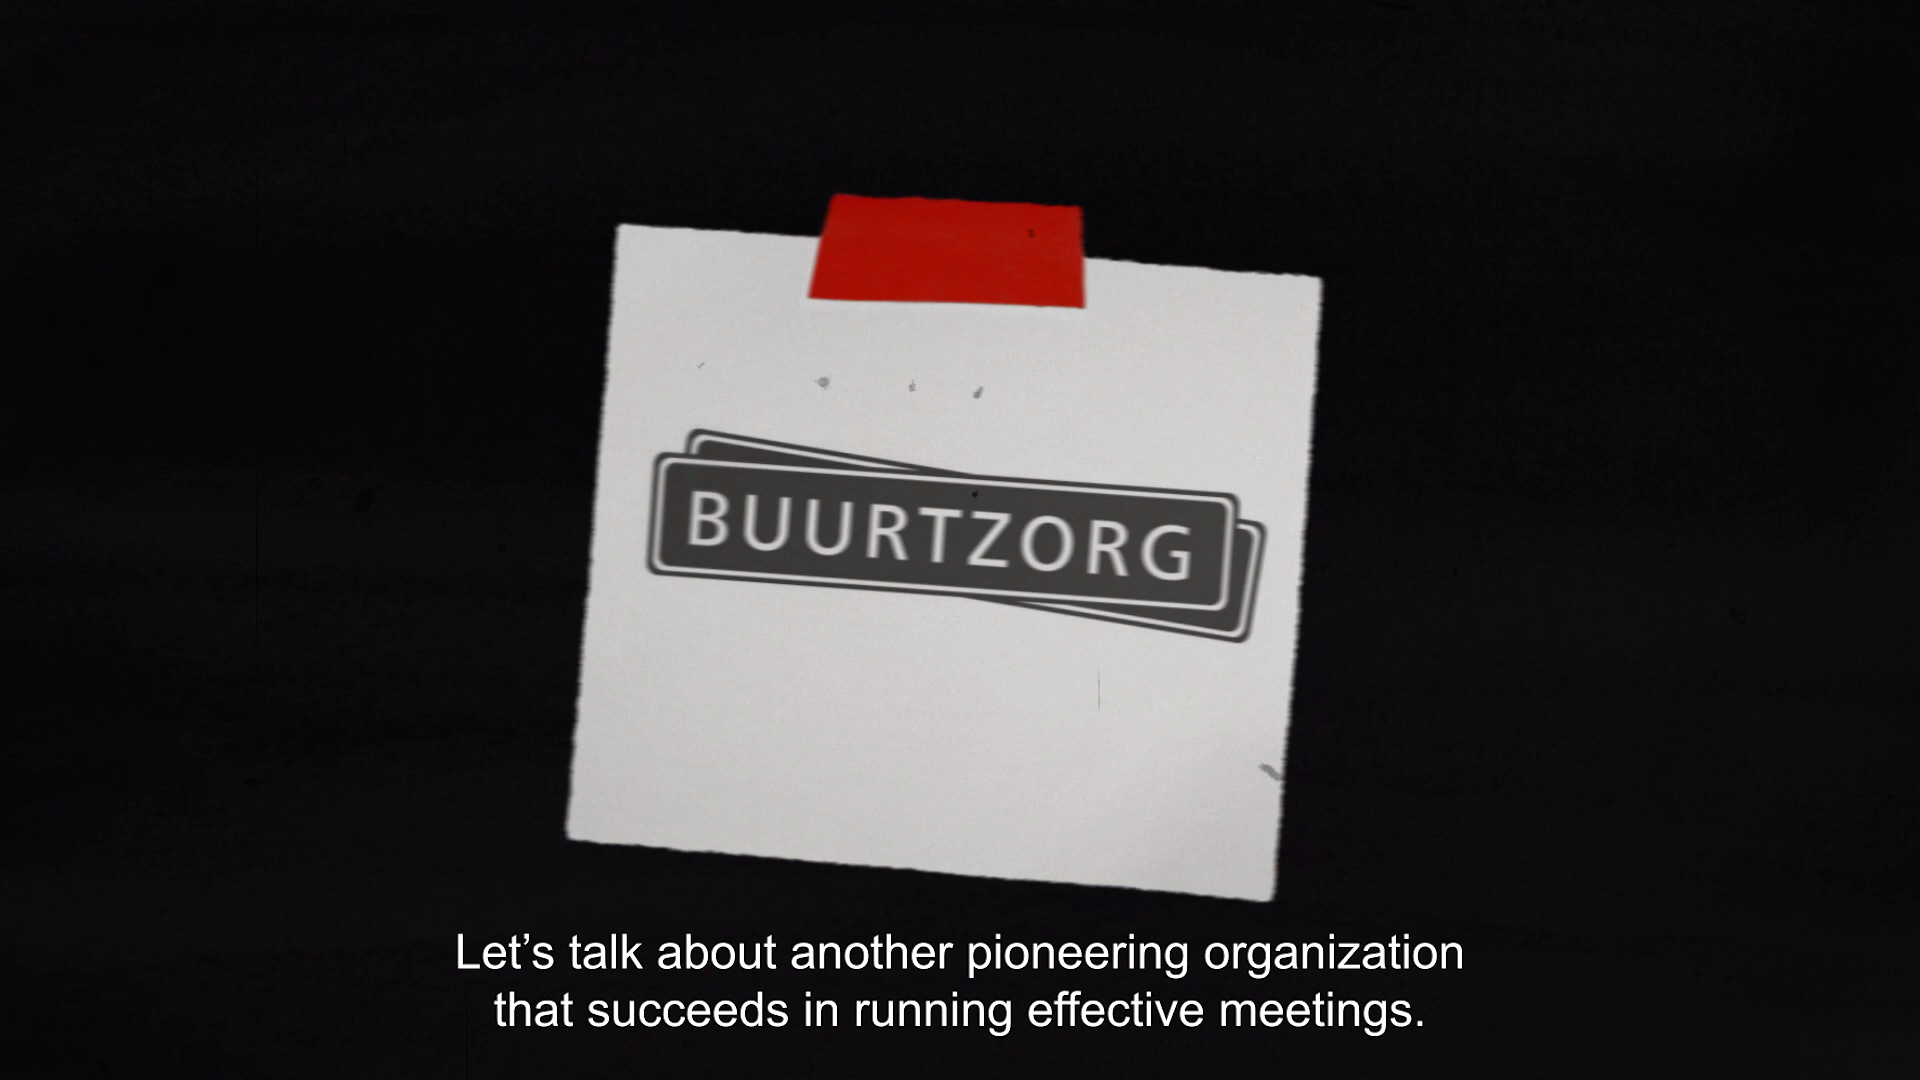 BUURTZORG
Let’s talk about another pioneering organization
that succeeds in running effective meetings.